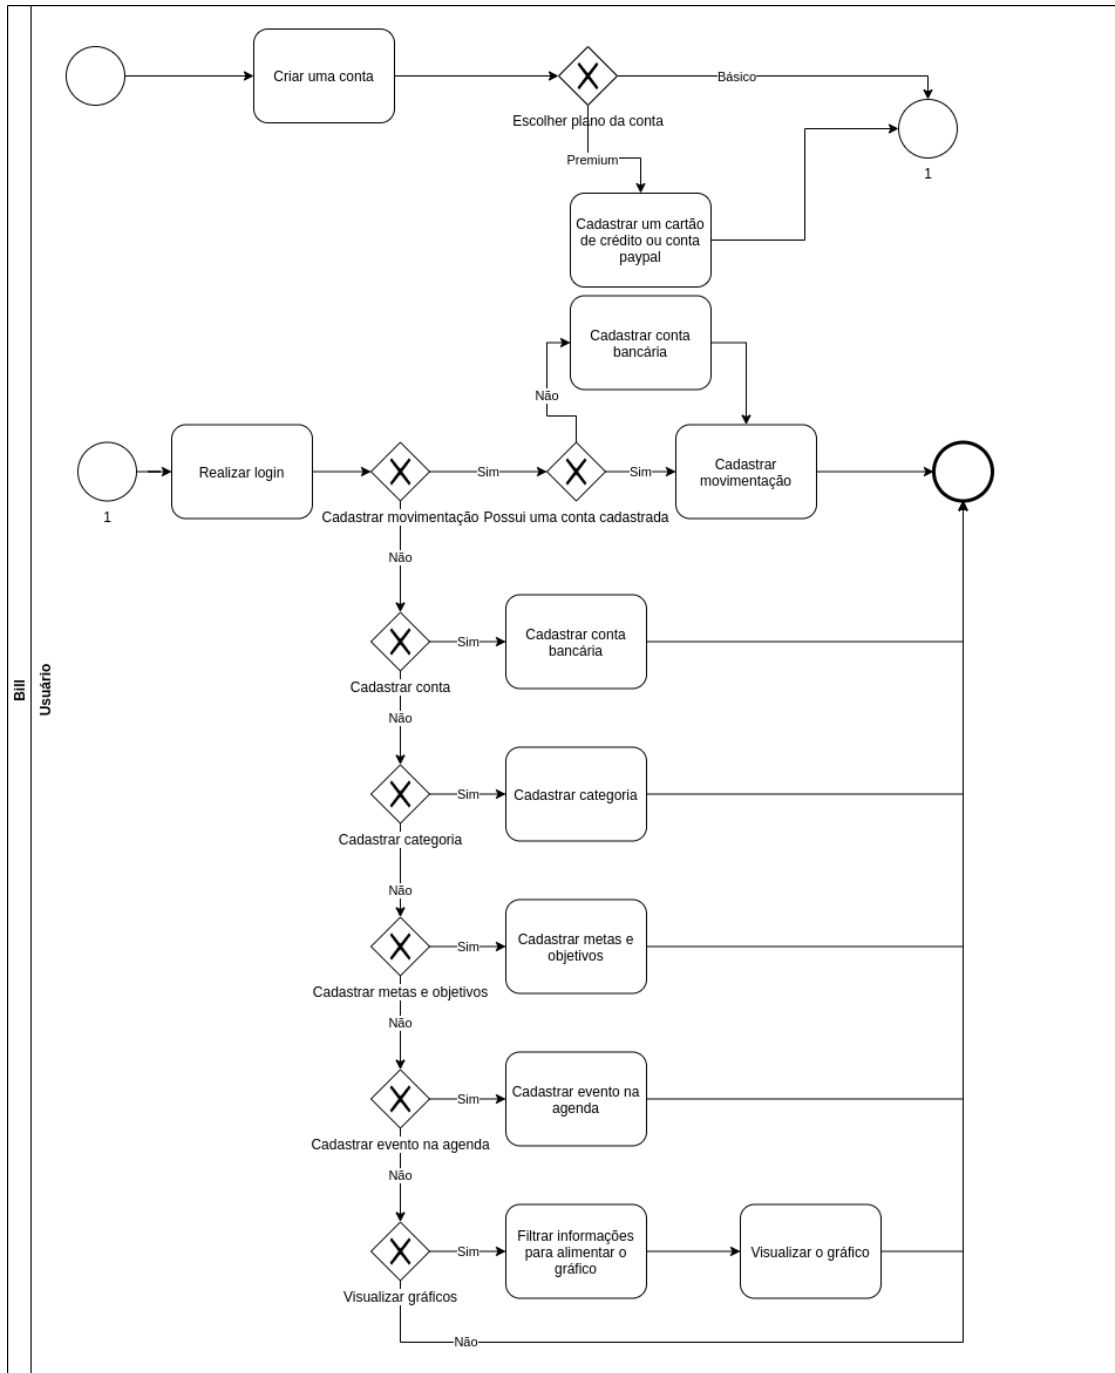 Bill
Usuário
Criar uma conta
Escolher plano da conta
Básico
1
Premium
Cadastrar um cartão
de crédito ou conta
paypal
Cadastrar conta
bancária
Não
1
Realizar login
Cadastrar movimentação
Sim
Possui uma conta cadastrada
Sim
Cadastrar
movimentação
Não
Cadastrar conta
Sim
Cadastrar conta
bancária
Não
Cadastrar categoria
Sim
Cadastrar categoria
Não
Cadastrar metas e objetivos
Sim
Cadastrar metas e
objetivos
Não
Cadastrar evento na agenda
Sim
Cadastrar evento na
agenda
Não
Visualizar gráficos
Sim
Filtrar informações
para alimentar o
gráfico
Visualizar o gráfico
Não